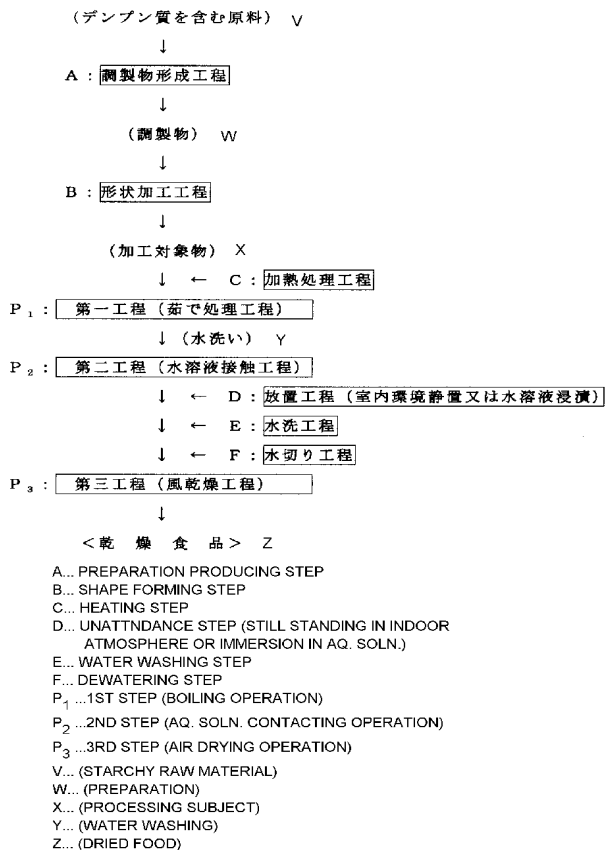 (デンプン質を含む原料) V
↓
A : 調製物形成工程
↓
(調製物) W
↓
B : 形状加工工程
↓
(加工対象物) X
↓ ← C : 加熱処理工程
P₁ : 第一工程 (茹で処理工程)
↓ (水洗い) Y
P₂ : 第二工程 (水溶液接触工程)
↓ ← D : 放置工程 (室内環境静置又は水溶液浸漬)
↓ ← E : 水洗工程
↓ ← F : 水切り工程
P₃ : 第三工程 (風乾燥工程)
↓
<乾 燥 食 品> Z
A... PREPARATION PRODUCING STEP
B... SHAPE FORMING STEP
C... HEATING STEP
D... UNATTNDANCE STEP (STILL STANDING IN INDOOR
ATMOSPHERE OR IMMERSION IN AQ. SOLN.)
E... WATER WASHING STEP
F... DEWATERING STEP
P₁ ...1ST STEP (BOILING OPERATION)
P₂ ...2ND STEP (AQ. SOLN. CONTACTING OPERATION)
P₃ ...3RD STEP (AIR DRYING OPERATION)
V... (STARCHY RAW MATERIAL)
W... (PREPARATION)
X... (PROCESSING SUBJECT)
Y... (WATER WASHING)
Z... (DRIED FOOD)